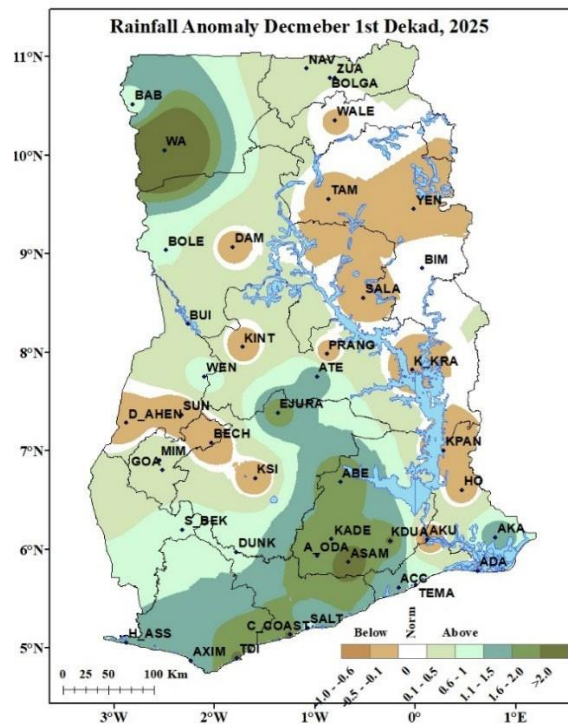 Rainfall Anomaly Decmeber 1st Dekad, 2025
11°N
10°N
9°N
8°N
7°N
6°N
5°N
NAV
ZUA
BOLGA
BAB
WALE
WA
TAM
YEN
DAM
BOLE
BIM
SALA
BUI
KINT
PRANG
K_KRA
WEN
ATE
EJURA
D_AHEN
SUN
BECH
KPAN
MIM
GOA
KSI
ABE
HO
S_BEK
KADE
KDUA
AKU
AKA
DUNK
A_ODA
ASAM
ADA
ACC
TEMA
SALT
C_COAST
H_ASS
AXIM
TDI
Below
Norm
Above
-1.0 - -0.6
-0.5 - -0.1
0
0.1 - 0.5
0.6 - 1.0
1.1 - 1.5
1.6 - 2.0
>2.0
0 25 50 100 Km
3°W 2°W 1°W 0° 1°E